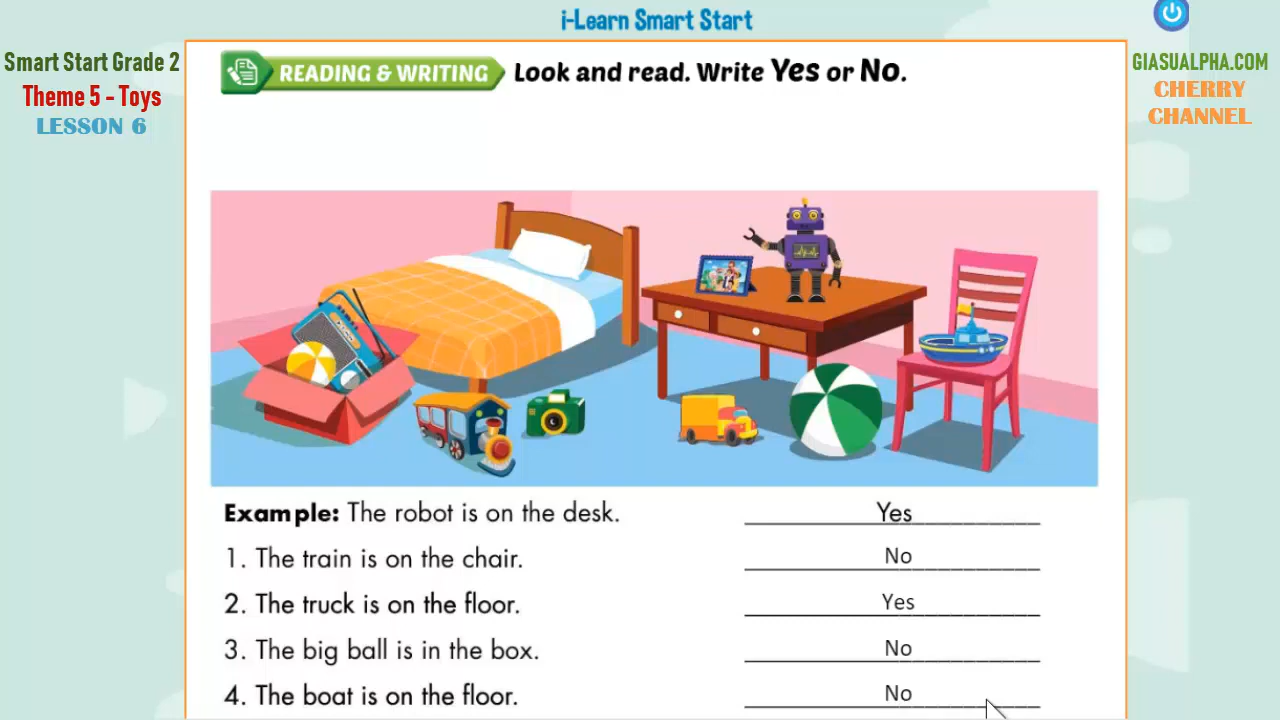 i-Learn Smart Start
Smart Start Grade 2
Theme 5 - Toys
LESSON 6
GIASUALPHA.COM
CHERRY
CHANNEL
READING & WRITING Look and read. Write Yes or No.
Example: The robot is on the desk. Yes
1. The train is on the chair. No
2. The truck is on the floor. Yes
3. The big ball is in the box. No
4. The boat is on the floor. No